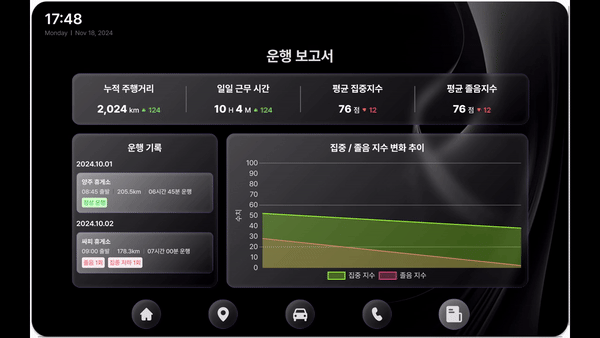 17:48
Monday | Nov 18, 2024
운행 보고서
누적 주행거리
2,024 km ▲ 124
일일 근무 시간
10 H 4 M ▲ 124
평균 집중지수
76 점 ▼ 12
평균 졸음지수
76 점 ▼ 12
운행 기록
2024.10.01
양주 휴게소
08:45 출발 | 205.5km | 06시간 45분 운행
정상 운행
2024.10.02
씨피 휴게소
09:00 출발 | 178.3km | 07시간 00분 운행
졸음 1회 집중 저하 1회
집중 / 졸음 지수 변화 추이
수치
100
90
80
70
60
50
40
30
20
10
0
집중 지수 졸음 지수